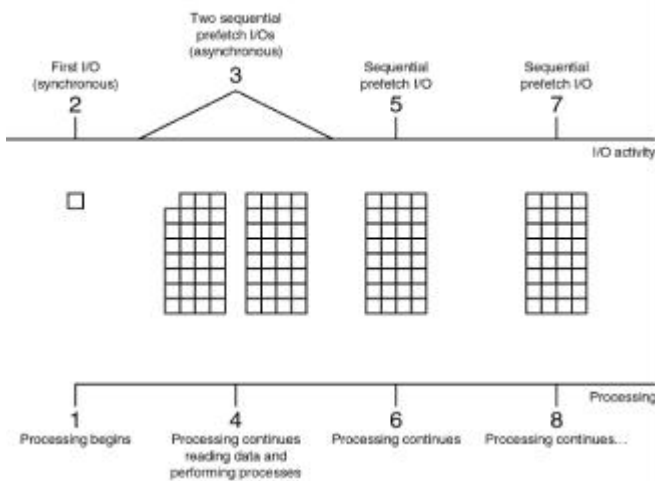 Two sequential
prefetch I/Os
(asynchronous)
3
First I/O
(synchronous)
2
Sequential
prefetch I/O
5
Sequential
prefetch I/O
7
I/O activity
Processing
1
Processing begins
4
Processing continues
reading data and
performing processes
6
Processing continues
8
Processing continues...